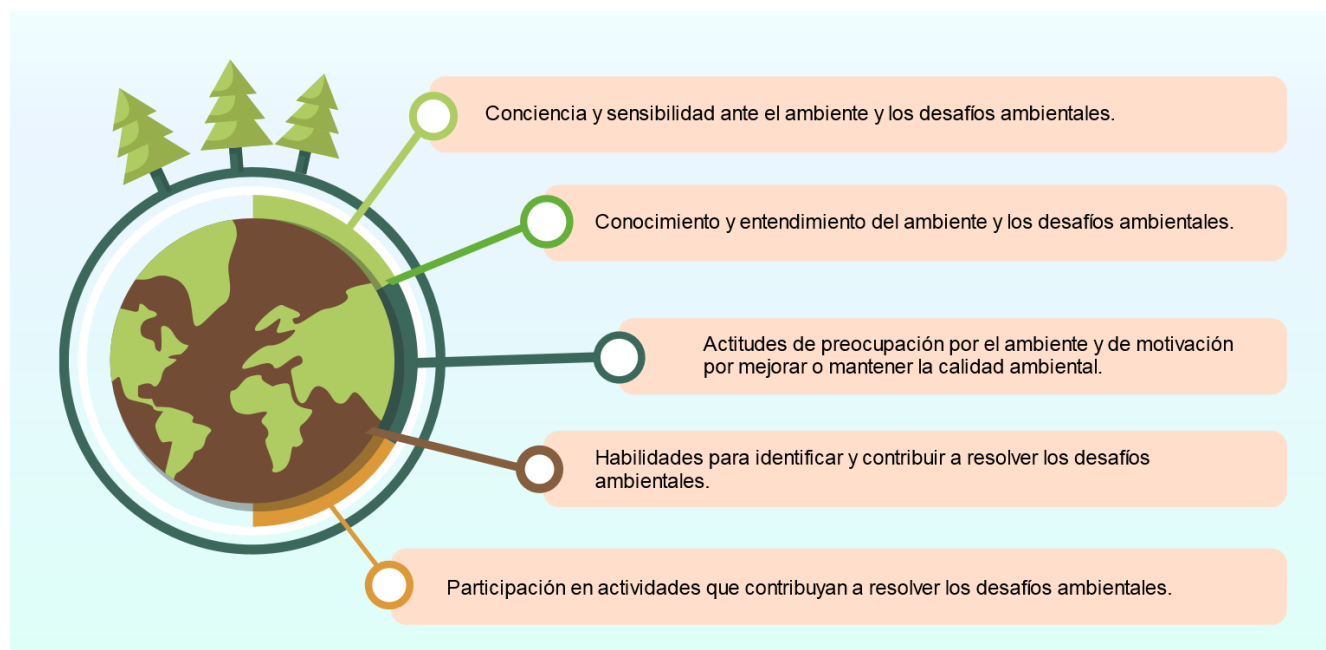 Conciencia y sensibilidad ante el ambiente y los desafíos ambientales.
Conocimiento y entendimiento del ambiente y los desafíos ambientales.
Actitudes de preocupación por el ambiente y de motivación
por mejorar o mantener la calidad ambiental.
Habilidades para identificar y contribuir a resolver los desafíos
ambientales.
Participación en actividades que contribuyan a resolver los desafíos ambientales.